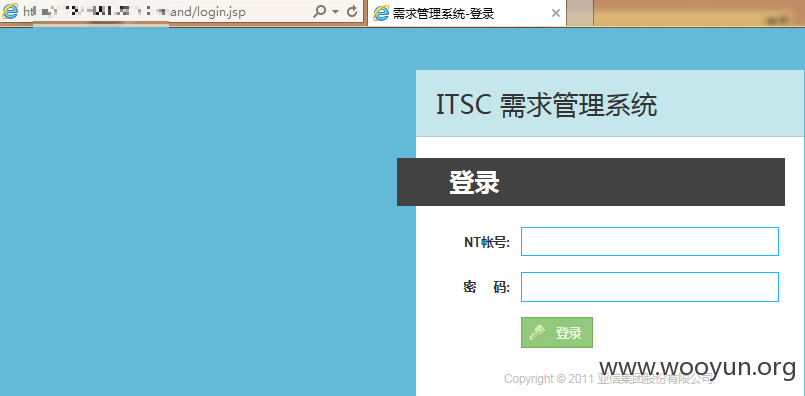 and/login.jsp
需求管理系统-登录
ITSC 需求管理系统
登录
NT帐号:
密 码:
登录
www.wooyun.org
Copyright © 2011 亚信集团股份有限公司.